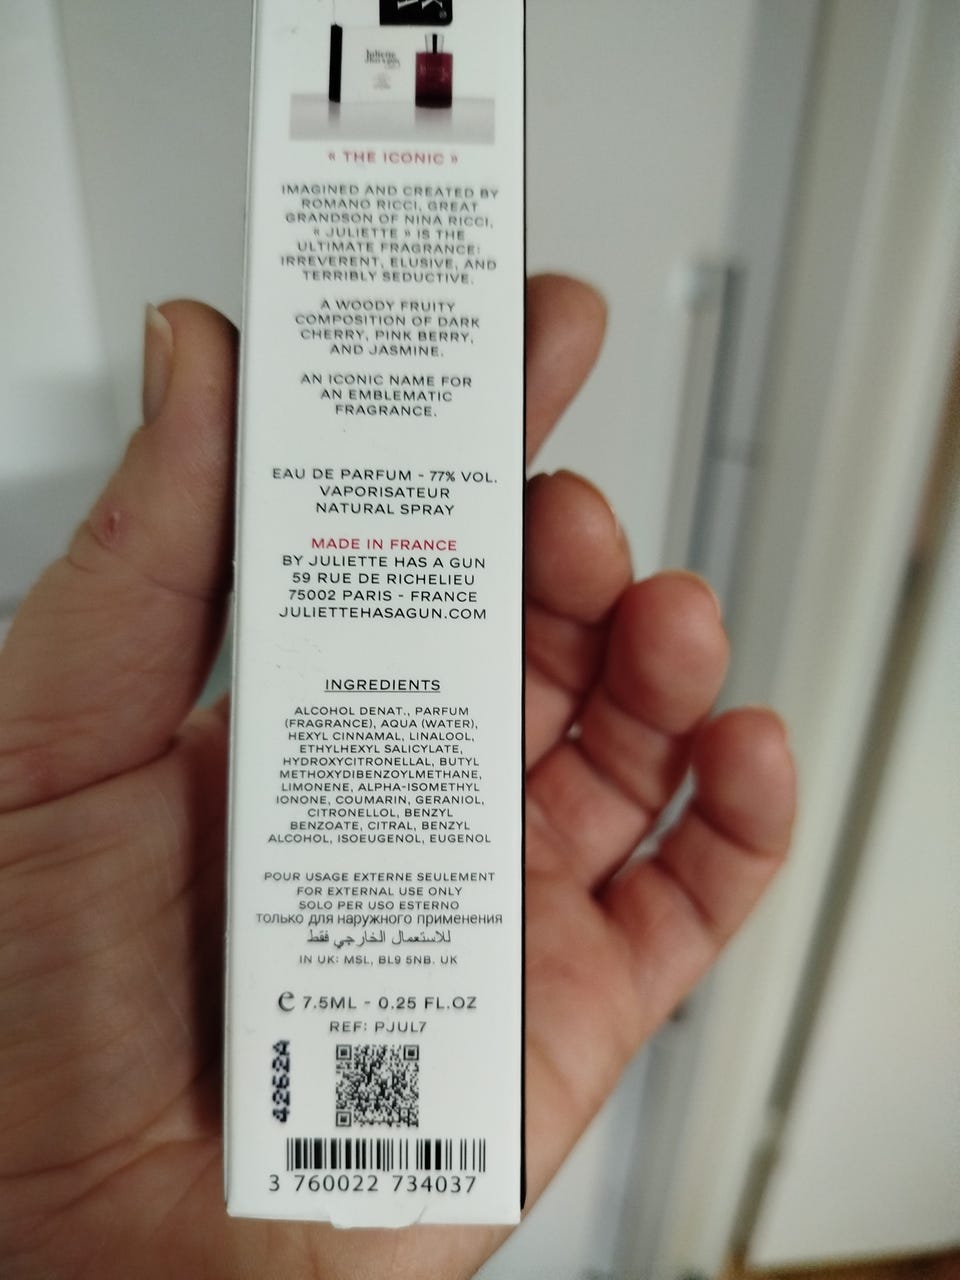 « THE ICONIC »
IMAGINED AND CREATED BY
ROMANO RICCI, GREAT
GRANDSON OF NINA RICCI,
« JULIETTE » IS THE
ULTIMATE FRAGRANCE:
IRREVERENT, ELUSIVE, AND
TERRIBLY SEDUCTIVE.
A WOODY FRUITY
COMPOSITION OF DARK
CHERRY, PINK BERRY,
AND JASMINE.
AN ICONIC NAME FOR
AN EMBLEMATIC
FRAGRANCE.
EAU DE PARFUM - 77% VOL.
VAPORISATEUR
NATURAL SPRAY
MADE IN FRANCE
BY JULIETTE HAS A GUN
59 RUE DE RICHELIEU
75002 PARIS - FRANCE
JULIETTEHASAGUN.COM
INGREDIENTS
ALCOHOL DENAT., PARFUM
(FRAGRANCE), AQUA (WATER),
HEXYL CINNAMAL, LINALOOL,
ETHYLHEXYL SALICYLATE,
HYDROXYCITRONELLAL, BUTYL
METHOXYDIBENZOYLMETHANE,
LIMONENE, ALPHA-ISOMETHYL
IONONE, COUMARIN, GERANIOL,
CITRONELLOL, BENZYL
BENZOATE, CITRAL, BENZYL
ALCOHOL, ISOEUGENOL, EUGENOL
POUR USAGE EXTERNE SEULEMENT
FOR EXTERNAL USE ONLY
SOLO PER USO ESTERNO
только для наружного применения
للاستعمال الخارجي فقط
IN UK: MSL, BL9 5NB. UK
e 7.5ML - 0.25 FL.OZ
REF: PJUL7
4262A
3 760022 734037